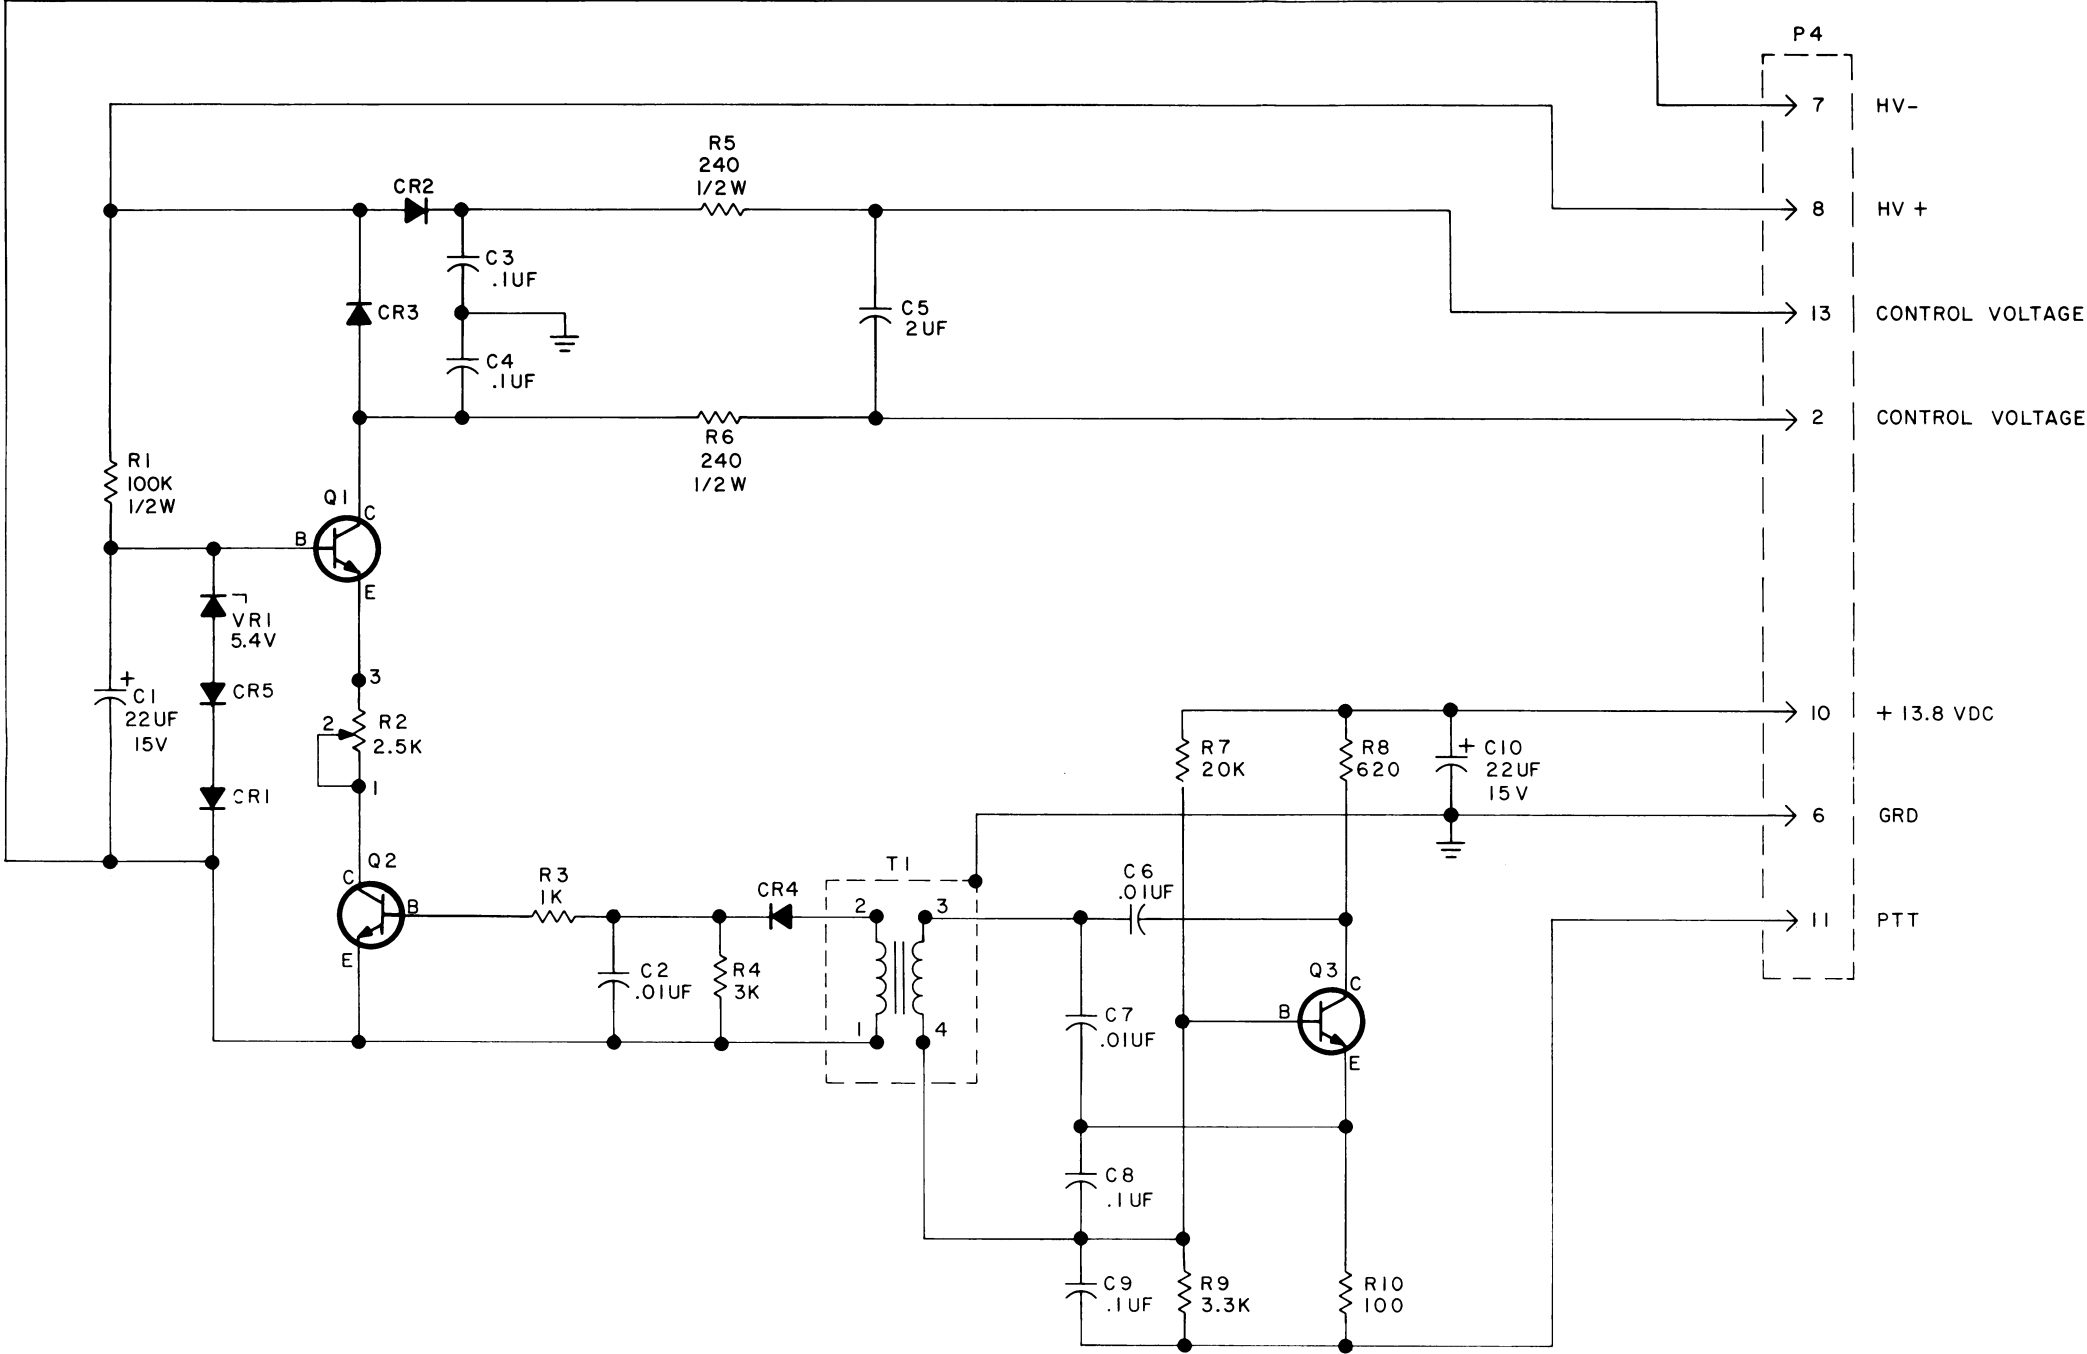 P4
7 HV-
8 HV +
13 CONTROL VOLTAGE
2 CONTROL VOLTAGE
10 + 13.8 VDC
6 GRD
11 PTT
R5
240
1/2W
CR2
C3
.1UF
CR3
C4
.1UF
C5
2UF
R6
240
1/2W
R1
100K
1/2W
Q1
C
B
E
VR1
5.4V
3
CR5
+
C1
22UF
15V
2
R2
2.5K
1
CR1
Q2
C
B
E
R3
1K
C2
.01UF
R4
3K
CR4
T1
2
3
1
4
C6
.01UF
R7
20K
R8
620
+
C10
22UF
15V
Q3
C
B
E
C7
.01UF
C8
.1UF
C9
.1UF
R9
3.3K
R10
100